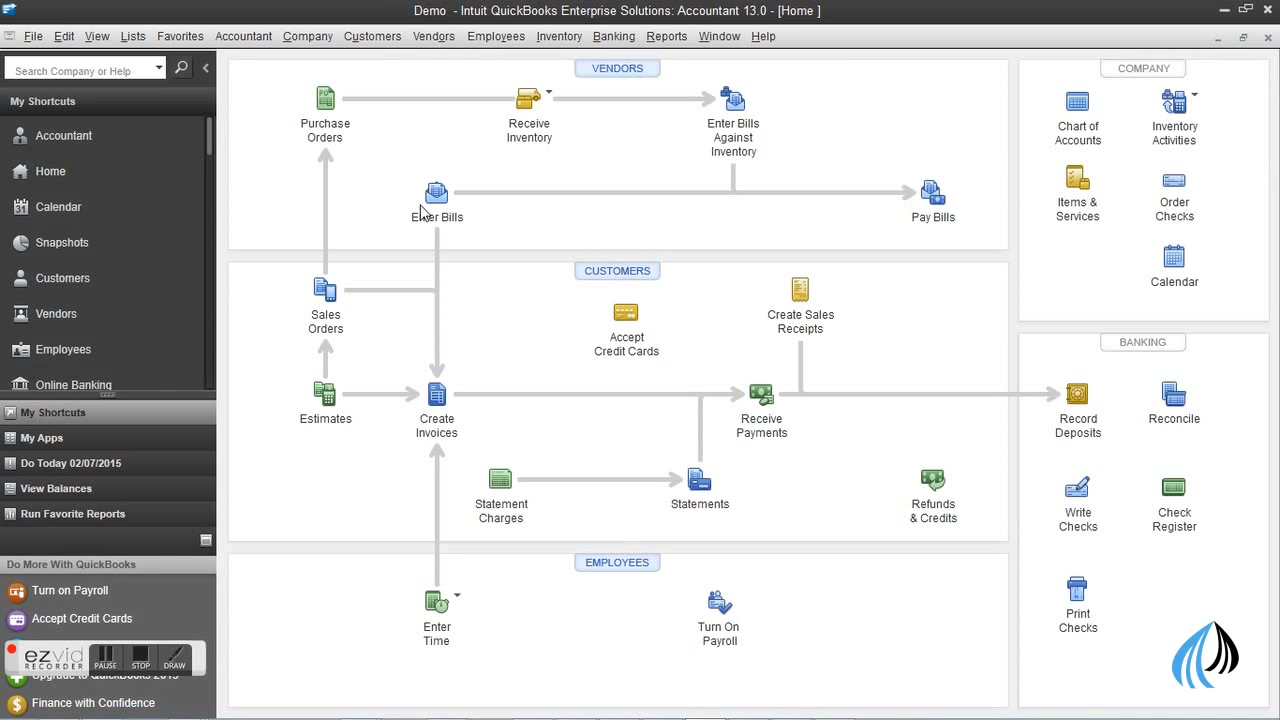 Demo - Intuit QuickBooks Enterprise Solutions: Accountant 13.0 - [Home ]
File Edit View Lists Favorites Accountant Company Customers Vendors Employees Inventory Banking Reports Window Help
Search Company or Help
My Shortcuts
Accountant
Home
Calendar
Snapshots
Customers
Vendors
Employees
Online Banking
My Shortcuts
My Apps
Do Today 02/07/2015
View Balances
Run Favorite Reports
Do More With QuickBooks
Turn on Payroll
Accept Credit Cards
ezvid
RECORDER
PAUSE
STOP
DRAW
Upgrade to QuickBooks 2015
Finance with Confidence
VENDORS
Purchase
Orders
Receive
Inventory
Enter Bills
Against
Inventory
Enter Bills
Pay Bills
CUSTOMERS
Sales
Orders
Accept
Credit Cards
Create Sales
Receipts
Estimates
Create
Invoices
Receive
Payments
Statement
Charges
Statements
Refunds
& Credits
EMPLOYEES
Enter
Time
Turn On
Payroll
COMPANY
Chart of
Accounts
Inventory
Activities
Items &
Services
Order
Checks
Calendar
BANKING
Record
Deposits
Reconcile
Write
Checks
Check
Register
Print
Checks